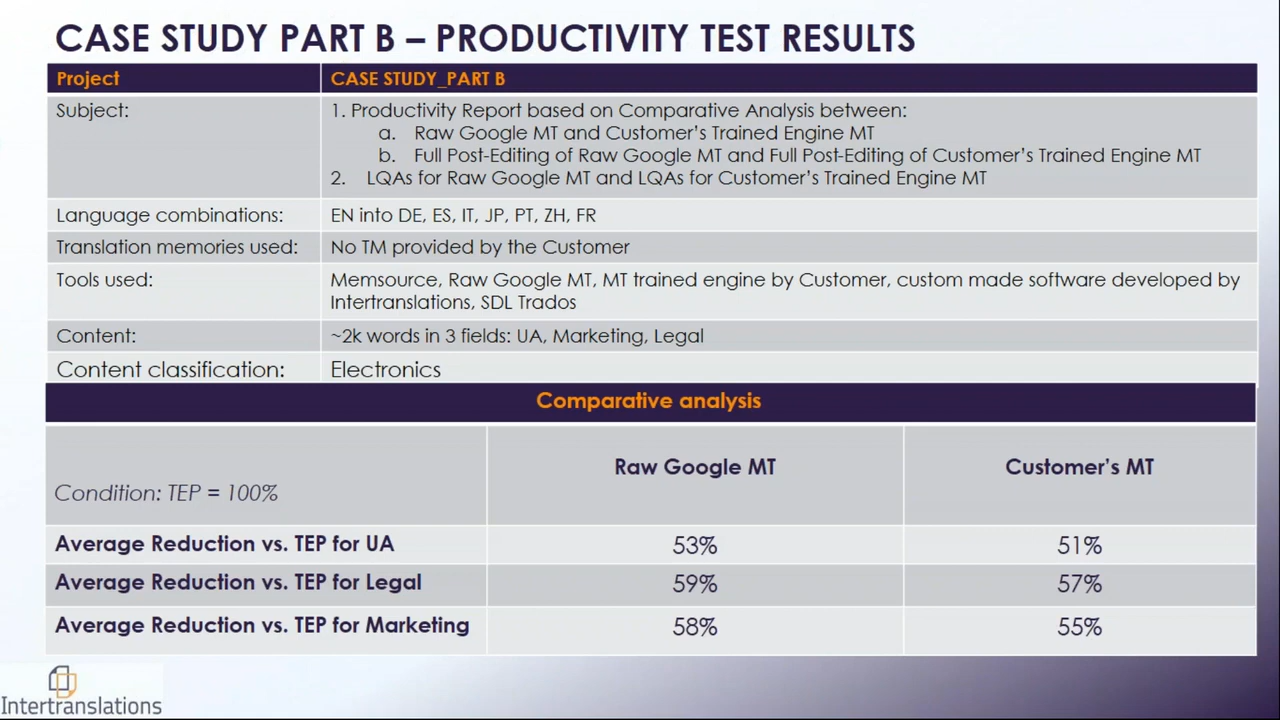 CASE STUDY PART B – PRODUCTIVITY TEST RESULTS
Project CASE STUDY_PART B
Subject: 1. Productivity Report based on Comparative Analysis between:
a. Raw Google MT and Customer's Trained Engine MT
b. Full Post-Editing of Raw Google MT and Full Post-Editing of Customer's Trained Engine MT
2. LQAs for Raw Google MT and LQAs for Customer's Trained Engine MT
Language combinations: EN into DE, ES, IT, JP, PT, ZH, FR
Translation memories used: No TM provided by the Customer
Tools used: Memsource, Raw Google MT, MT trained engine by Customer, custom made software developed by
Intertranslations, SDL Trados
Content: ~2k words in 3 fields: UA, Marketing, Legal
Content classification: Electronics
Comparative analysis
Raw Google MT Customer's MT
Condition: TEP = 100%
Average Reduction vs. TEP for UA 53% 51%
Average Reduction vs. TEP for Legal 59% 57%
Average Reduction vs. TEP for Marketing 58% 55%
Intertranslations